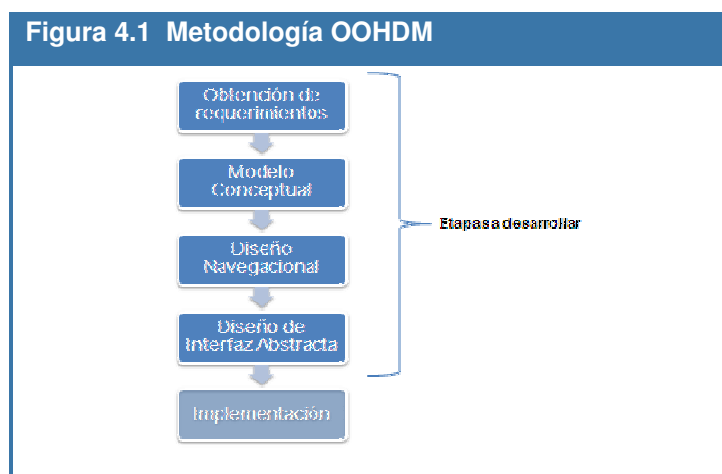 Figura 4.1 Metodología OOHDM
Obtención de
requerimientos
Modelo
Conceptual
Diseño
Navegacional
Diseño de
Interfaz Abstracta
Implementación
Etapas a desarrollar